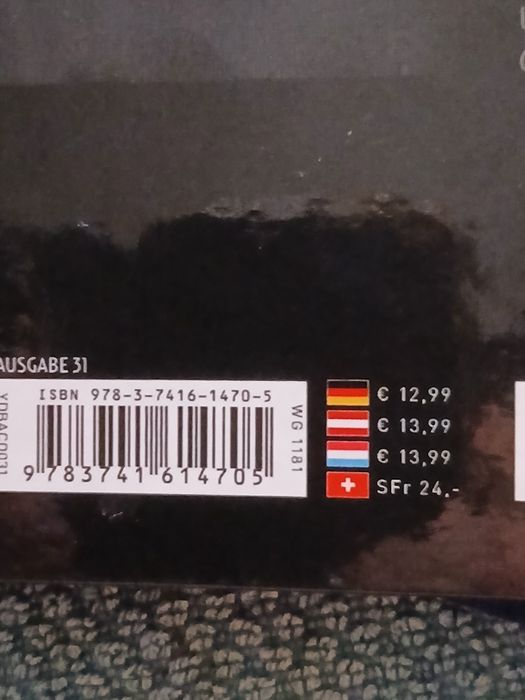 AUSGABE 31
ISBN 978-3-7416-1470-5
9 783741 614705
YDBACO031
WG 1181
€ 12,99
€ 13,99
€ 13,99
SFr 24.-